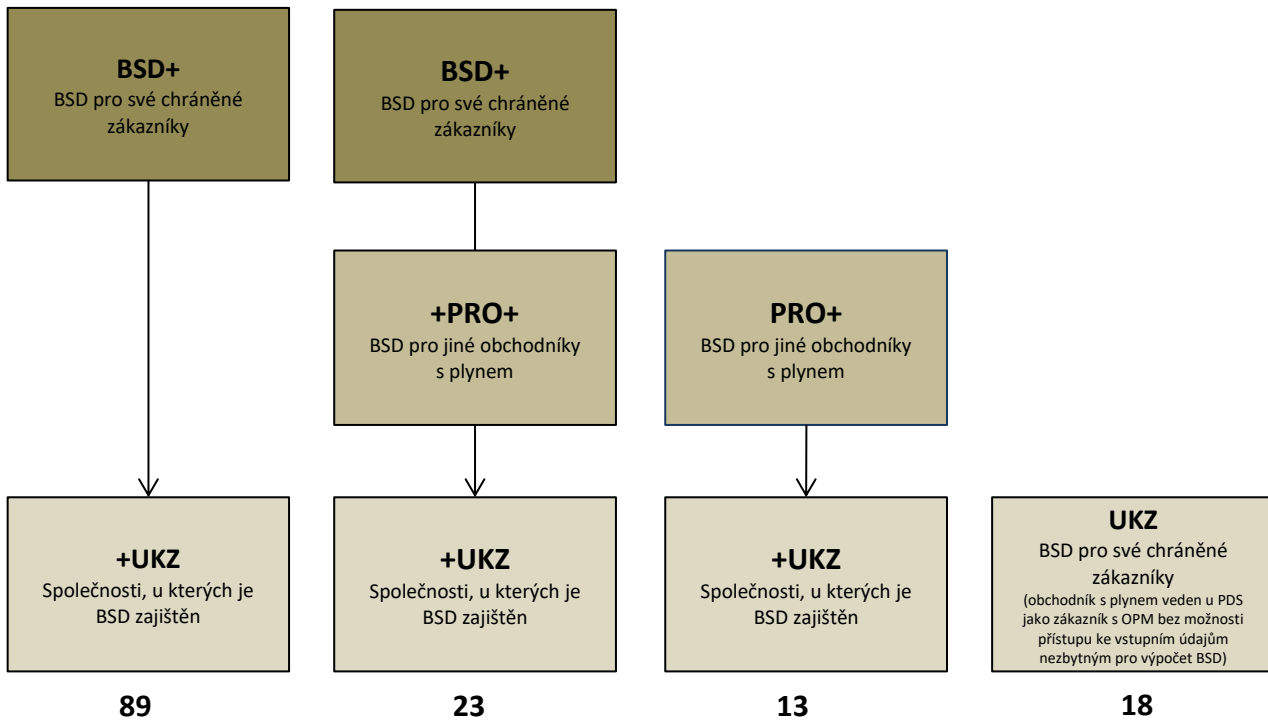 BSD+
BSD pro své chráněné
zákazníky
BSD+
BSD pro své chráněné
zákazníky
+PRO+
BSD pro jiné obchodníky
s plynem
PRO+
BSD pro jiné obchodníky
s plynem
+UKZ
Společnosti, u kterých je
BSD zajištěn
+UKZ
Společnosti, u kterých je
BSD zajištěn
+UKZ
Společnosti, u kterých je
BSD zajištěn
UKZ
BSD pro své chráněné
zákazníky
(obchodník s plynem veden u PDS
jako zákazník s OPM bez možnosti
přístupu ke vstupním údajům
nezbytným pro výpočet BSD)
89
23
13
18